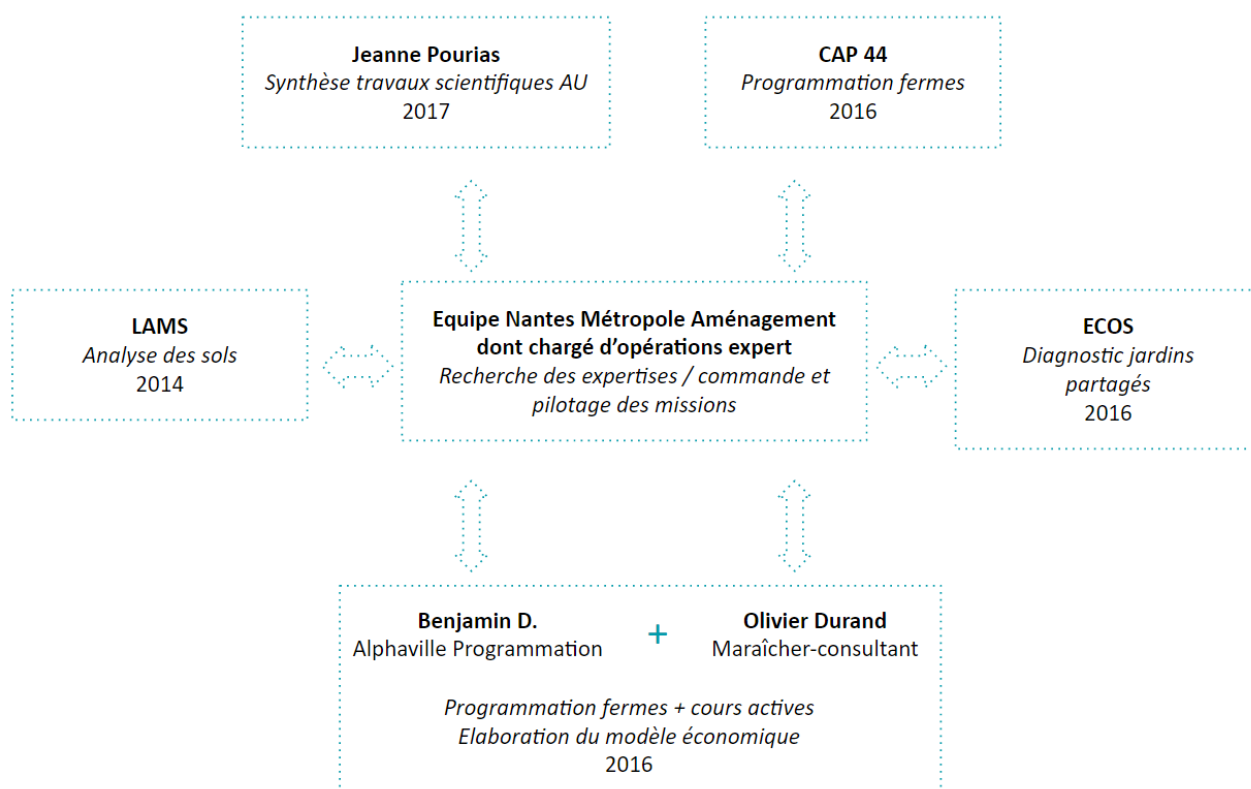 Jeanne Pourias
Synthèse travaux scientifiques AU
2017
CAP 44
Programmation fermes
2016
LAMS
Analyse des sols
2014
Equipe Nantes Métropole Aménagement
dont chargé d’opérations expert
Recherche des expertises / commande et
pilotage des missions
ECOS
Diagnostic jardins
partagés
2016
Benjamin D.
Alphaville Programmation
+
Olivier Durand
Maraîcher-consultant
Programmation fermes + cours actives
Elaboration du modèle économique
2016